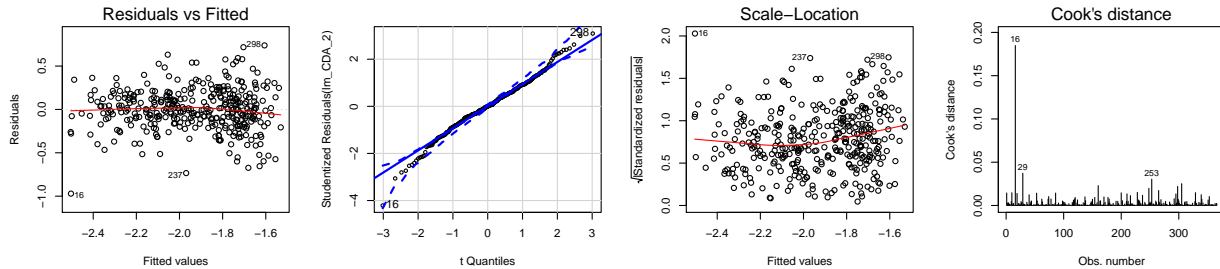 Residuals vs Fitted
Residuals
0.5
0.0
−0.5
−1.0
16
237
298
−2.4 −2.2 −2.0 −1.8 −1.6
Fitted values
Studentized Residuals(lm_CDA_2)
2
0
−2
−4
298
16
−3 −2 −1 0 1 2 3
t Quantiles
Scale−Location
√|Standardized residuals|
2.0
1.5
1.0
0.5
0.0
16
237
298
−2.4 −2.2 −2.0 −1.8 −1.6
Fitted values
Cook's distance
Cook's distance
0.20
0.15
0.10
0.05
0.00
16
29
253
0 100 200 300
Obs. number